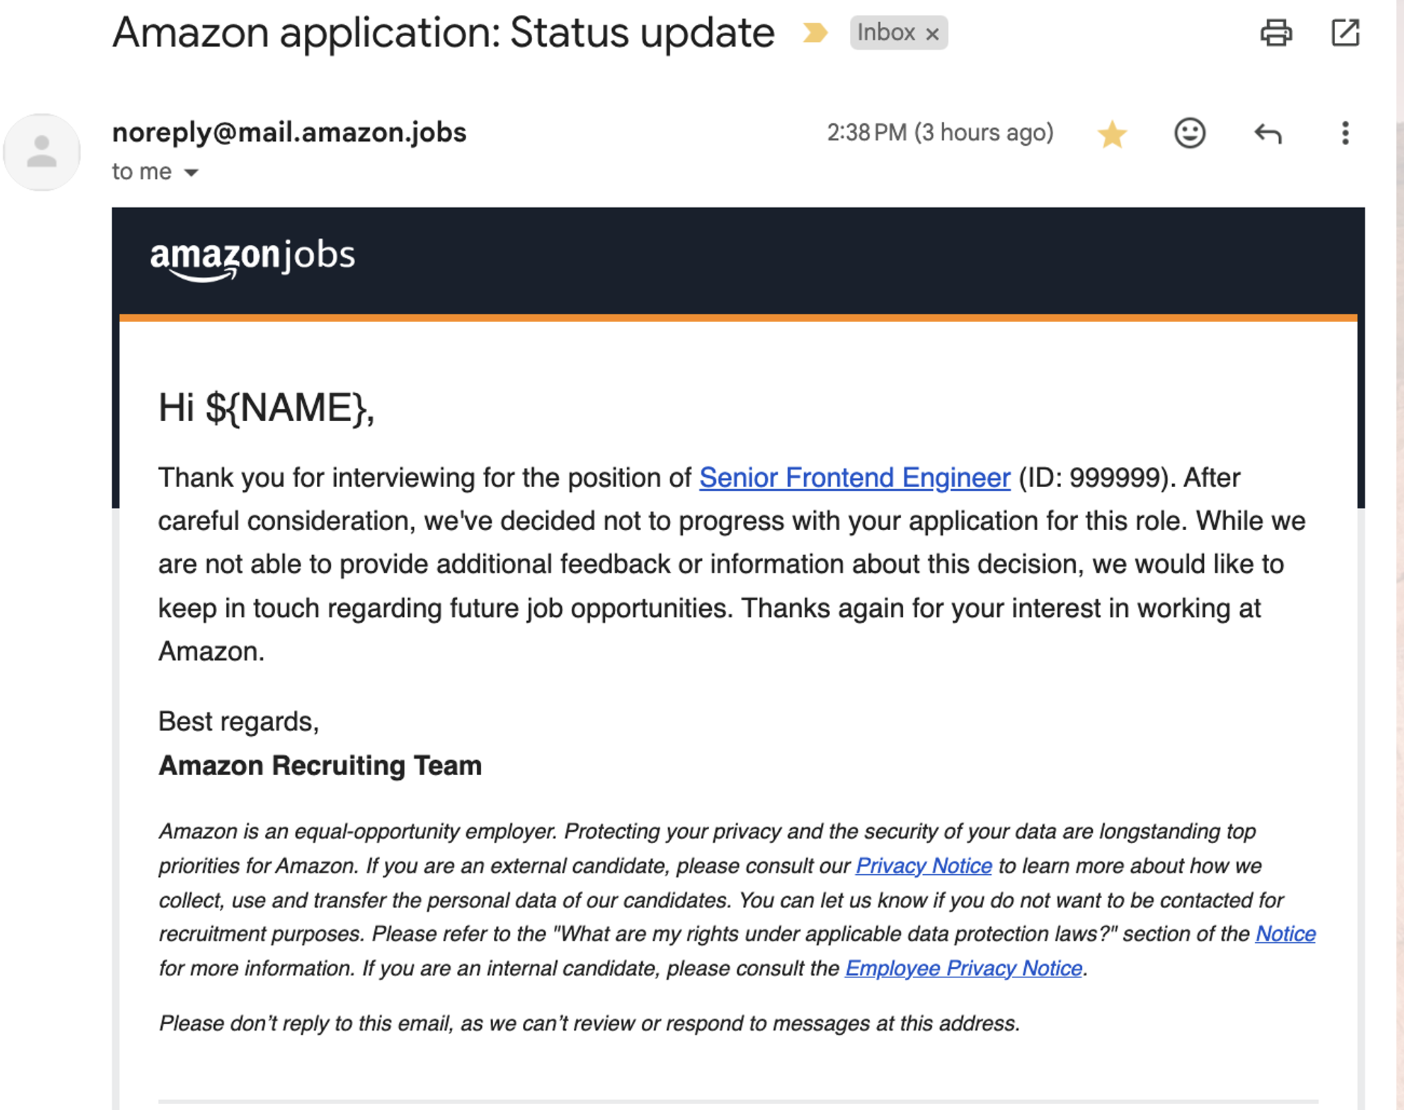 Amazon application: Status update
Inbox ×
noreply@mail.amazon.jobs
2:38 PM (3 hours ago)
to me
amazonjobs
Hi ${NAME},
Thank you for interviewing for the position of Senior Frontend Engineer (ID: 999999). After
careful consideration, we've decided not to progress with your application for this role. While we
are not able to provide additional feedback or information about this decision, we would like to
keep in touch regarding future job opportunities. Thanks again for your interest in working at
Amazon.
Best regards,
Amazon Recruiting Team
Amazon is an equal-opportunity employer. Protecting your privacy and the security of your data are longstanding top
priorities for Amazon. If you are an external candidate, please consult our Privacy Notice to learn more about how we
collect, use and transfer the personal data of our candidates. You can let us know if you do not want to be contacted for
recruitment purposes. Please refer to the "What are my rights under applicable data protection laws?" section of the Notice
for more information. If you are an internal candidate, please consult the Employee Privacy Notice.
Please don’t reply to this email, as we can’t review or respond to messages at this address.